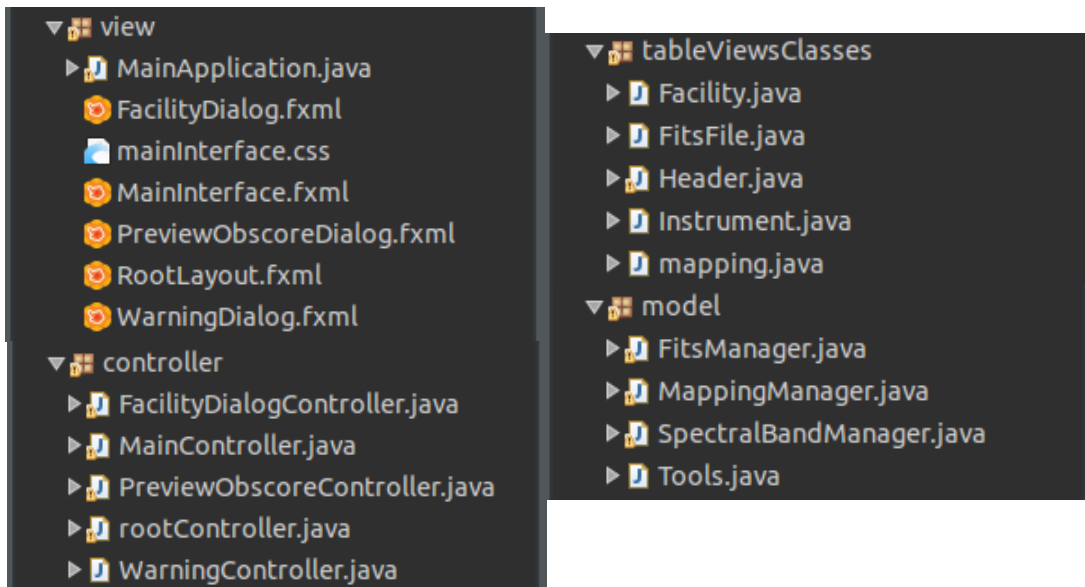 view
MainApplication.java
FacilityDialog.fxml
mainInterface.css
MainInterface.fxml
PreviewObscoreDialog.fxml
RootLayout.fxml
WarningDialog.fxml
controller
FacilityDialogController.java
MainController.java
PreviewObscoreController.java
rootController.java
WarningController.java
tableViewsClasses
Facility.java
FitsFile.java
Header.java
Instrument.java
mapping.java
model
FitsManager.java
MappingManager.java
SpectralBandManager.java
Tools.java